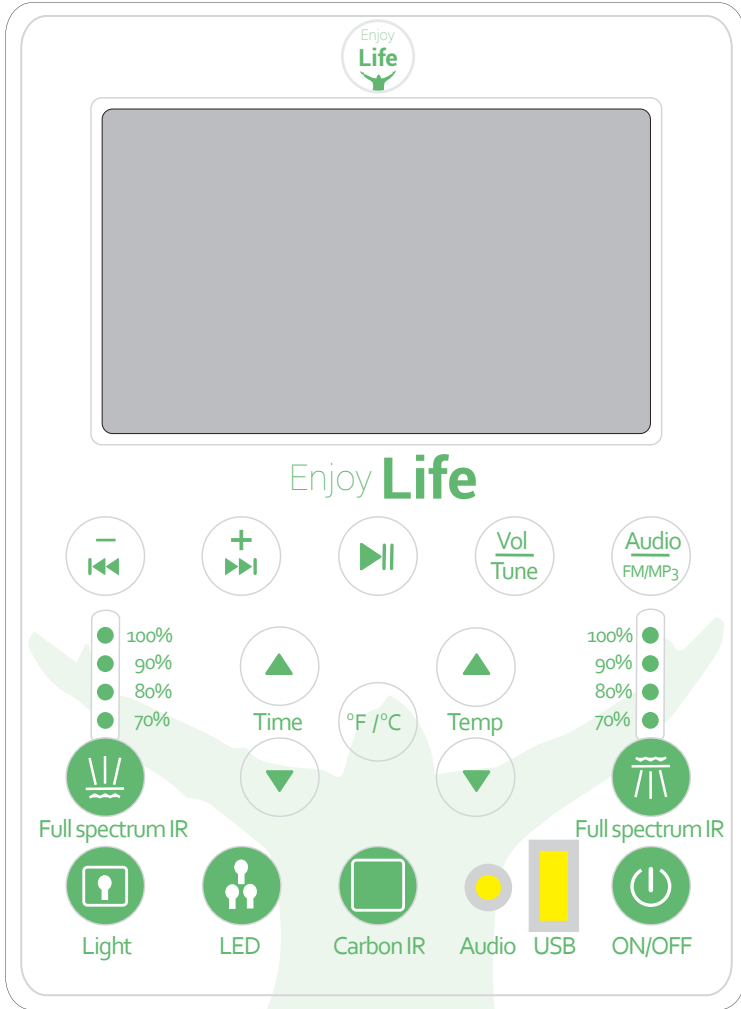 Enjoy
Life
Enjoy Life
Vol
Tune
Audio
FM/MP3
100%
90%
80%
70%
100%
90%
80%
70%
Time
°F /°C
Temp
Full spectrum IR
Full spectrum IR
Light
LED
Carbon IR
Audio
USB
ON/OFF